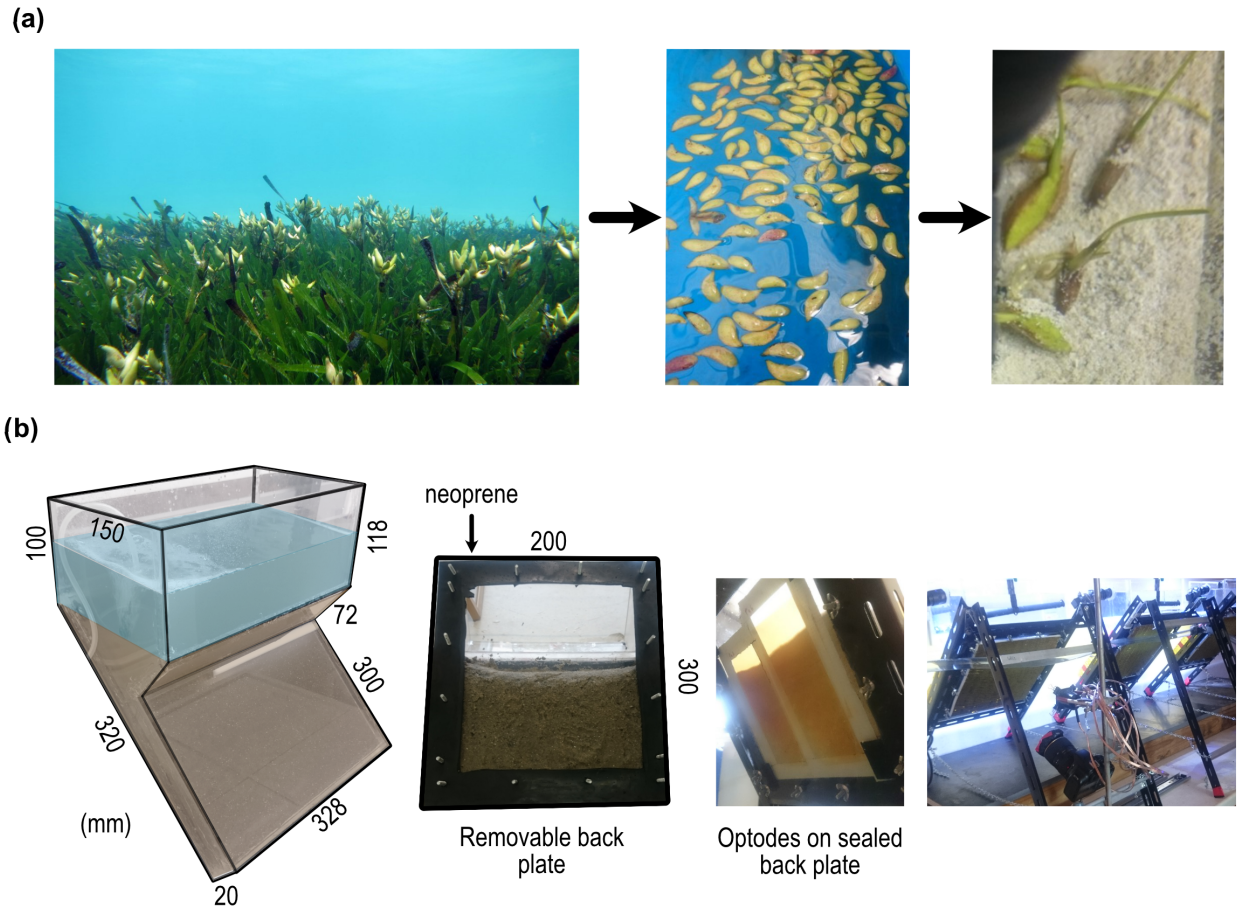 (a)
(b)
100
150
118
72
300
320
328
20
(mm)
neoprene
200
300
Removable back
plate
Optodes on sealed
back plate